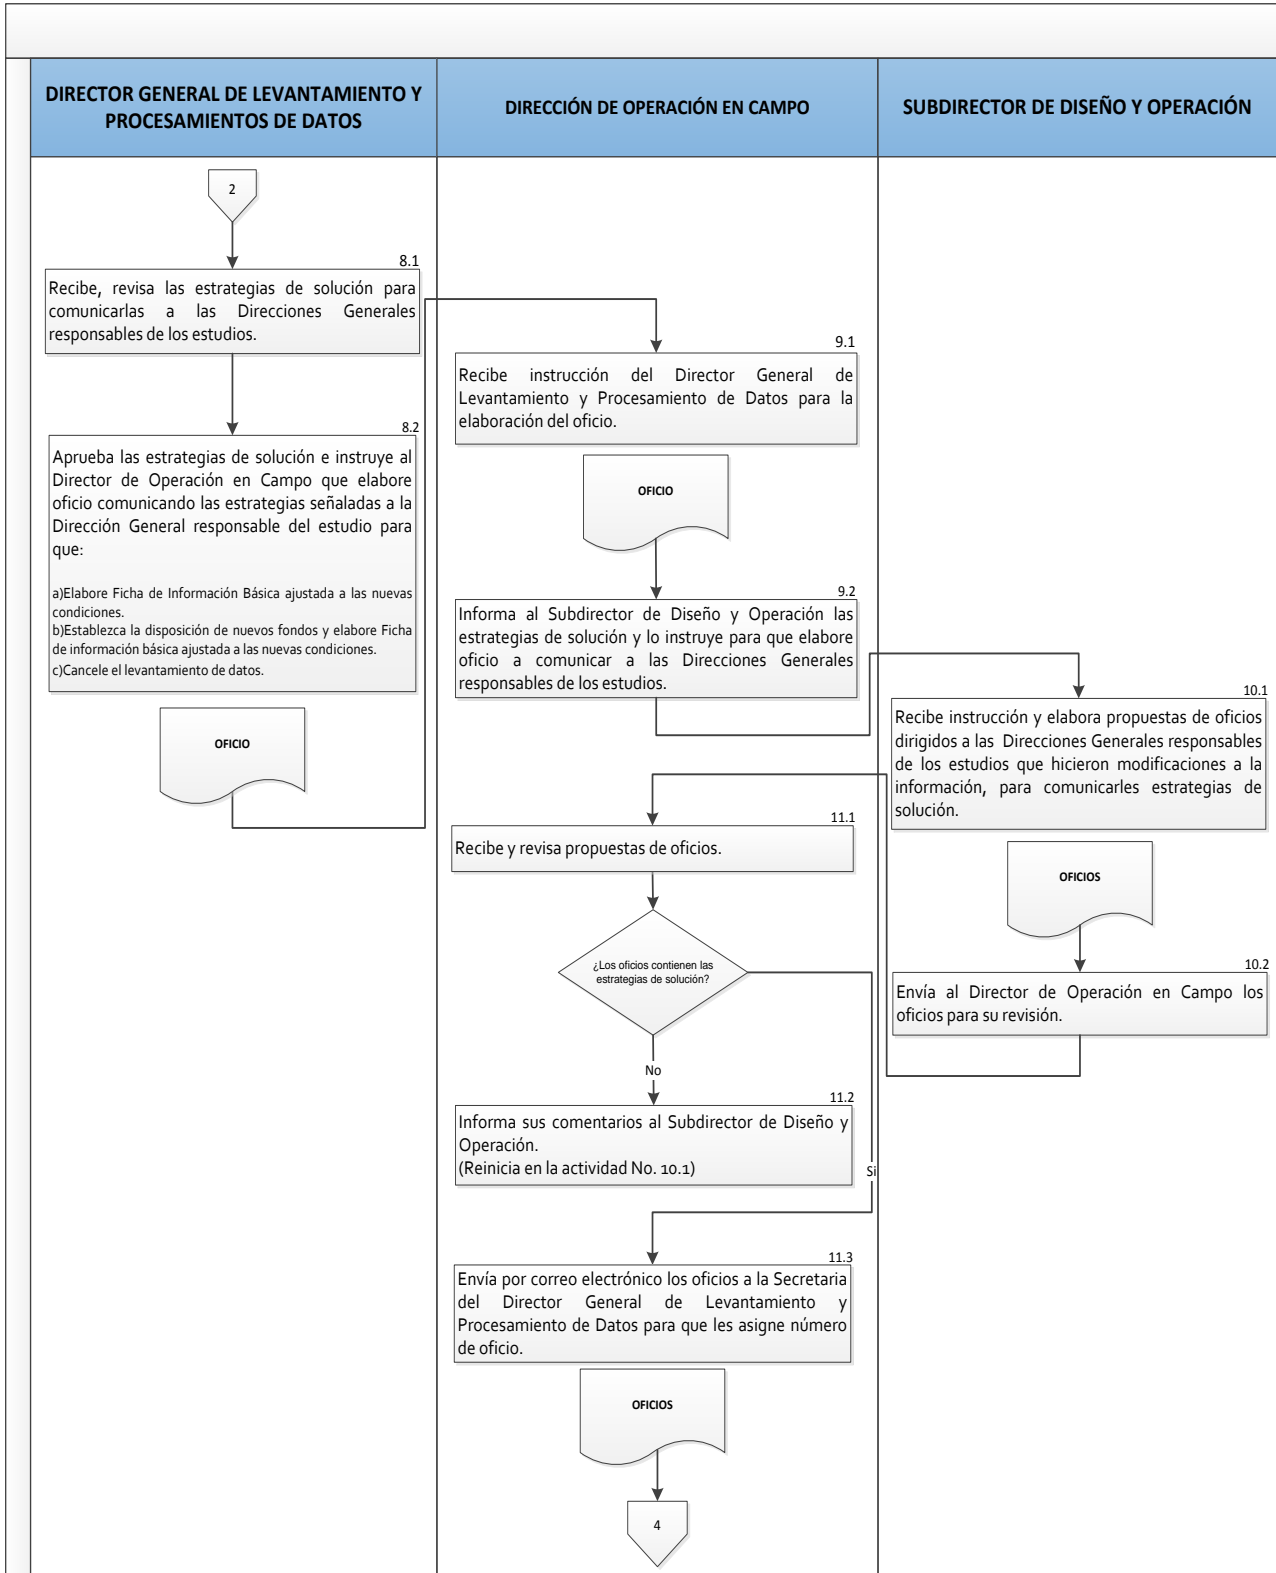 DIRECTOR GENERAL DE LEVANTAMIENTO Y
PROCESAMIENTOS DE DATOS
DIRECCIÓN DE OPERACIÓN EN CAMPO
SUBDIRECTOR DE DISEÑO Y OPERACIÓN
2
8.1
Recibe, revisa las estrategias de solución para
comunicarlas a las Direcciones Generales
responsables de los estudios.
8.2
Aprueba las estrategias de solución e instruye al
Director de Operación en Campo que elabore
oficio comunicando las estrategias señaladas a la
Dirección General responsable del estudio para
que:
a)Elabore Ficha de Información Básica ajustada a las nuevas
condiciones.
b)Establezca la disposición de nuevos fondos y elabore Ficha
de información básica ajustada a las nuevas condiciones.
c)Cancele el levantamiento de datos.
OFICIO
9.1
Recibe instrucción del Director General de
Levantamiento y Procesamiento de Datos para la
elaboración del oficio.
OFICIO
9.2
Informa al Subdirector de Diseño y Operación las
estrategias de solución y lo instruye para que elabore
oficio a comunicar a las Direcciones Generales
responsables de los estudios.
10.1
Recibe instrucción y elabora propuestas de oficios
dirigidos a las Direcciones Generales responsables
de los estudios que hicieron modificaciones a la
información, para comunicarles estrategias de
solución.
OFICIOS
10.2
Envía al Director de Operación en Campo los
oficios para su revisión.
11.1
Recibe y revisa propuestas de oficios.
¿Los oficios contienen las
estrategias de solución?
No
Si
11.2
Informa sus comentarios al Subdirector de Diseño y
Operación.
(Reinicia en la actividad No. 10.1)
11.3
Envía por correo electrónico los oficios a la Secretaria
del Director General de Levantamiento y
Procesamiento de Datos para que les asigne número
de oficio.
OFICIOS
4